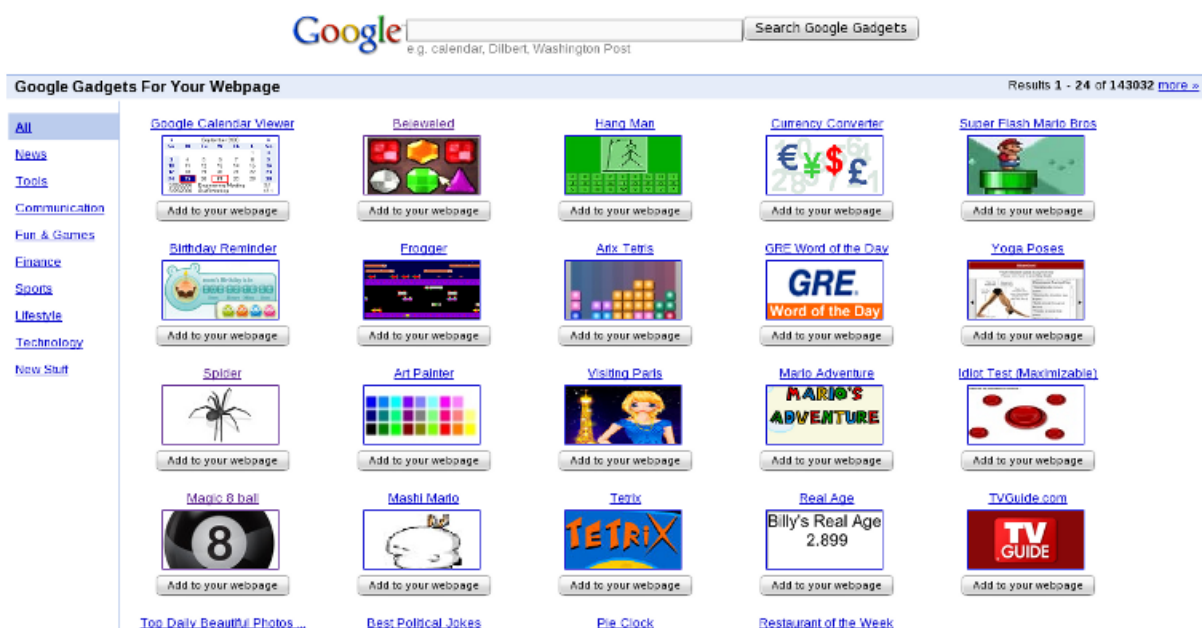 Google
Search Google Gadgets
e.g. calendar, Dilbert, Washington Post
Google Gadgets For Your Webpage
Results 1 - 24 of 143032 more »
All
News
Tools
Communication
Fun & Games
Finance
Sports
Lifestyle
Technology
New Stuff
Google Calendar Viewer
Bejeweled
Hang Man
Currency Converter
Super Flash Mario Bros
Add to your webpage
Add to your webpage
Add to your webpage
Add to your webpage
Add to your webpage
Birthday Reminder
Frogger
Arix Tetris
GRE Word of the Day
Yoga Poses
GRE
Word of the Day
Add to your webpage
Add to your webpage
Add to your webpage
Add to your webpage
Add to your webpage
Spider
Art Painter
Visiting Paris
Mario Adventure
Idiot Test (Maximizable)
MARIO'S
ADVENTURE
Add to your webpage
Add to your webpage
Add to your webpage
Add to your webpage
Add to your webpage
Magic 8 ball
Mashi Mario
Tetrix
Real Age
TVGuide.com
8
TETRIX
Billy's Real Age
2.899
TV
GUIDE
Add to your webpage
Add to your webpage
Add to your webpage
Add to your webpage
Add to your webpage
Top Daily Beautiful Photos ...
Best Political Jokes
Pie Clock
Restaurant of the Week